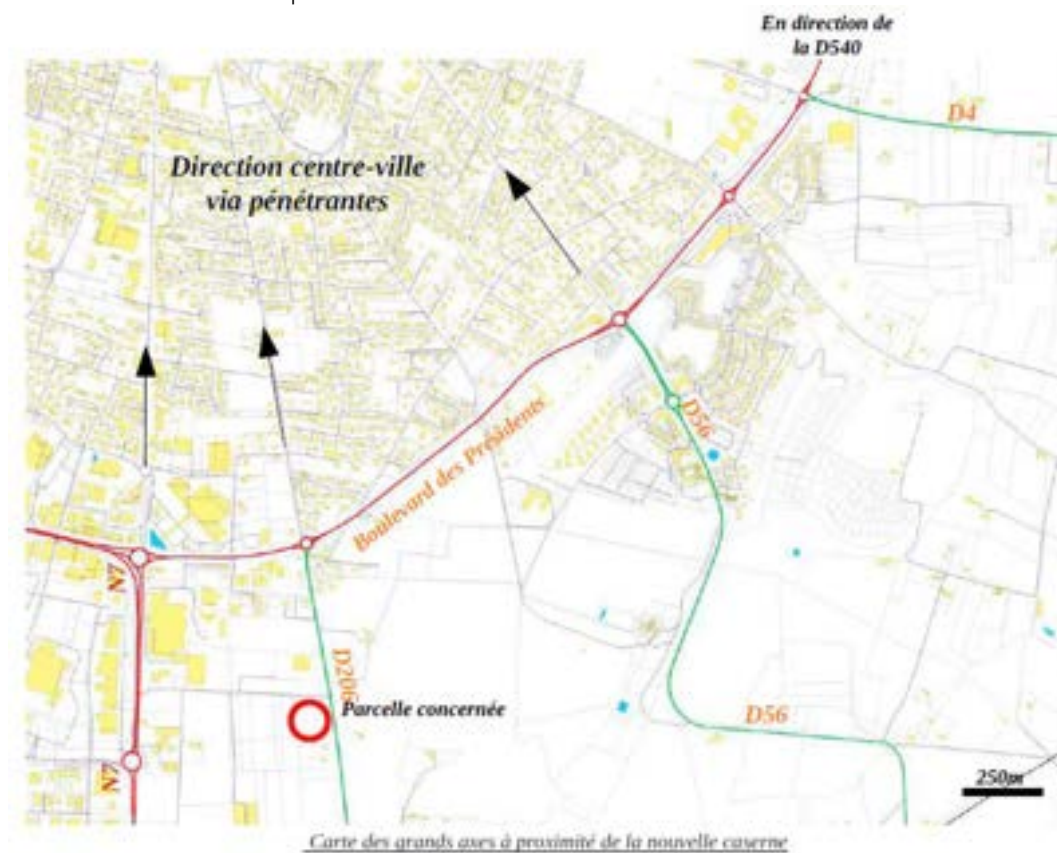 En direction de
la D540
D4
Direction centre-ville
via pénétrantes
D56
Boulevard des Présidents
N7
D206
Parcelle concernée
D56
N7
250m
Carte des grands axes à proximité de la nouvelle caserne